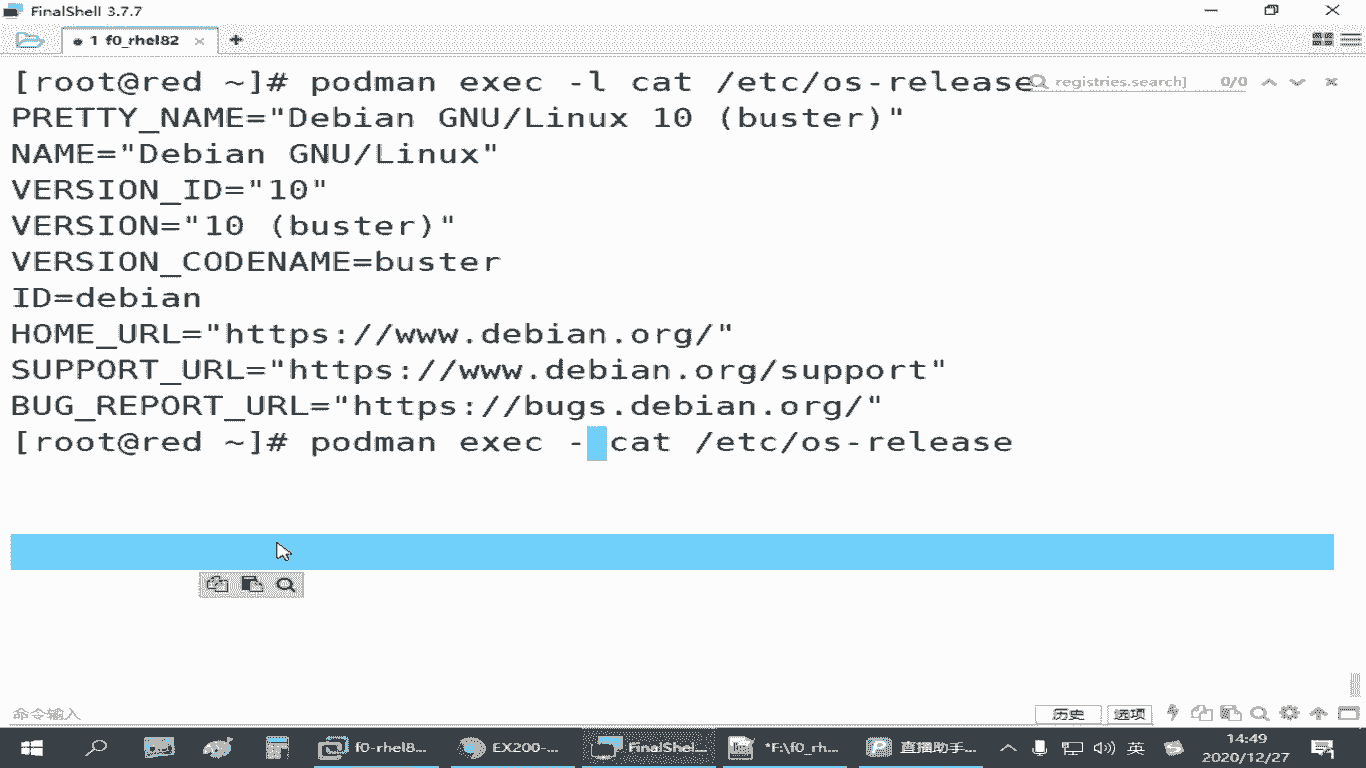 FinalShell 3.7.7
1 f0_rhel82
[root@red ~]# podman exec -l cat /etc/os-release
registries.search] 0/0
PRETTY_NAME="Debian GNU/Linux 10 (buster)"
NAME="Debian GNU/Linux"
VERSION_ID="10"
VERSION="10 (buster)"
VERSION_CODENAME=buster
ID=debian
HOME_URL="https://www.debian.org/"
SUPPORT_URL="https://www.debian.org/support"
BUG_REPORT_URL="https://bugs.debian.org/"
[root@red ~]# podman exec - cat /etc/os-release
命令输入
历史 选项
f0-rhel8... EX200-... FinalShel... *F:\f0_rh... 直播助手... 英 14:49
2020/12/27